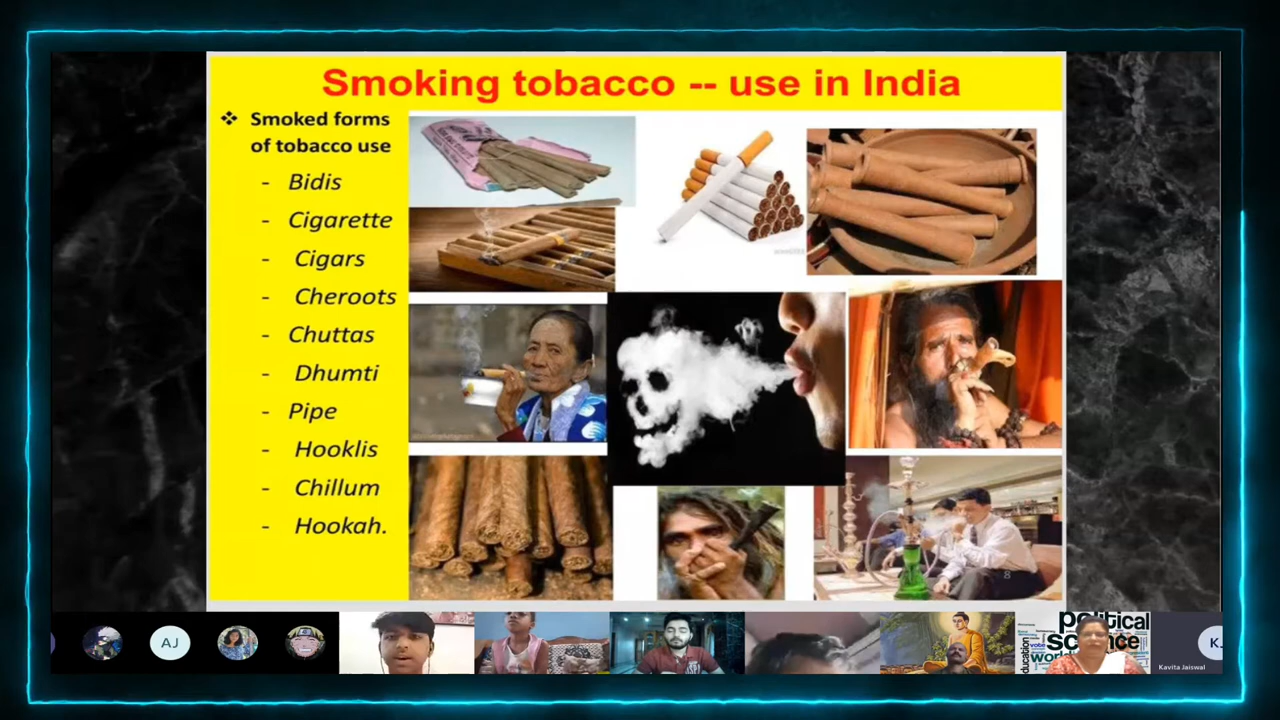 Smoking tobacco -- use in India
❖ Smoked forms
of tobacco use
- Bidis
- Cigarette
- Cigars
- Cheroots
- Chuttas
- Dhumti
- Pipe
- Hooklis
- Chillum
- Hookah.
8
AJ
political
science
Kavita Jaiswal
K